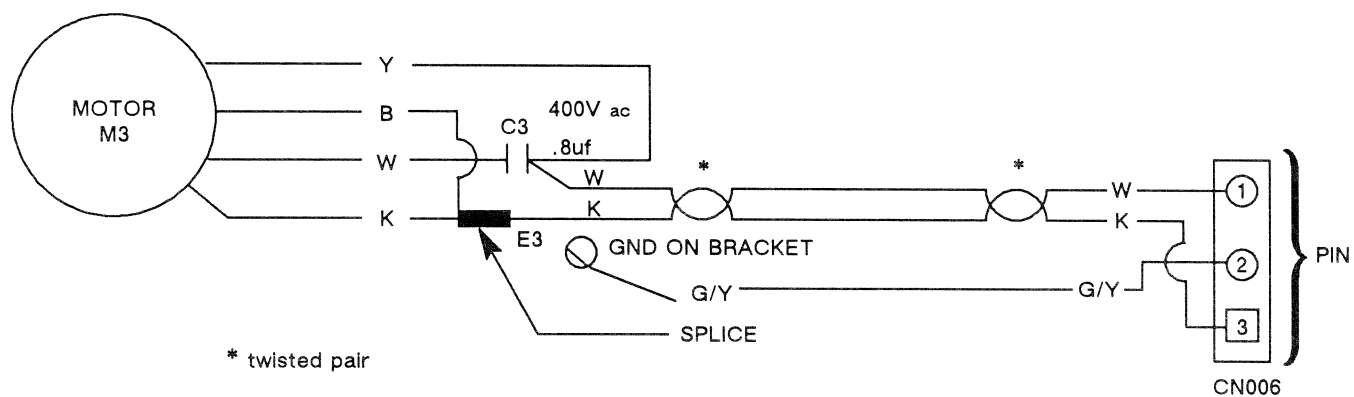 Y
MOTOR
M3
B
400V ac
C3
.8uf
W
W
K
K
*
*
W
K
1
2
3
PIN
E3
GND ON BRACKET
G/Y
G/Y
SPLICE
* twisted pair
CN006